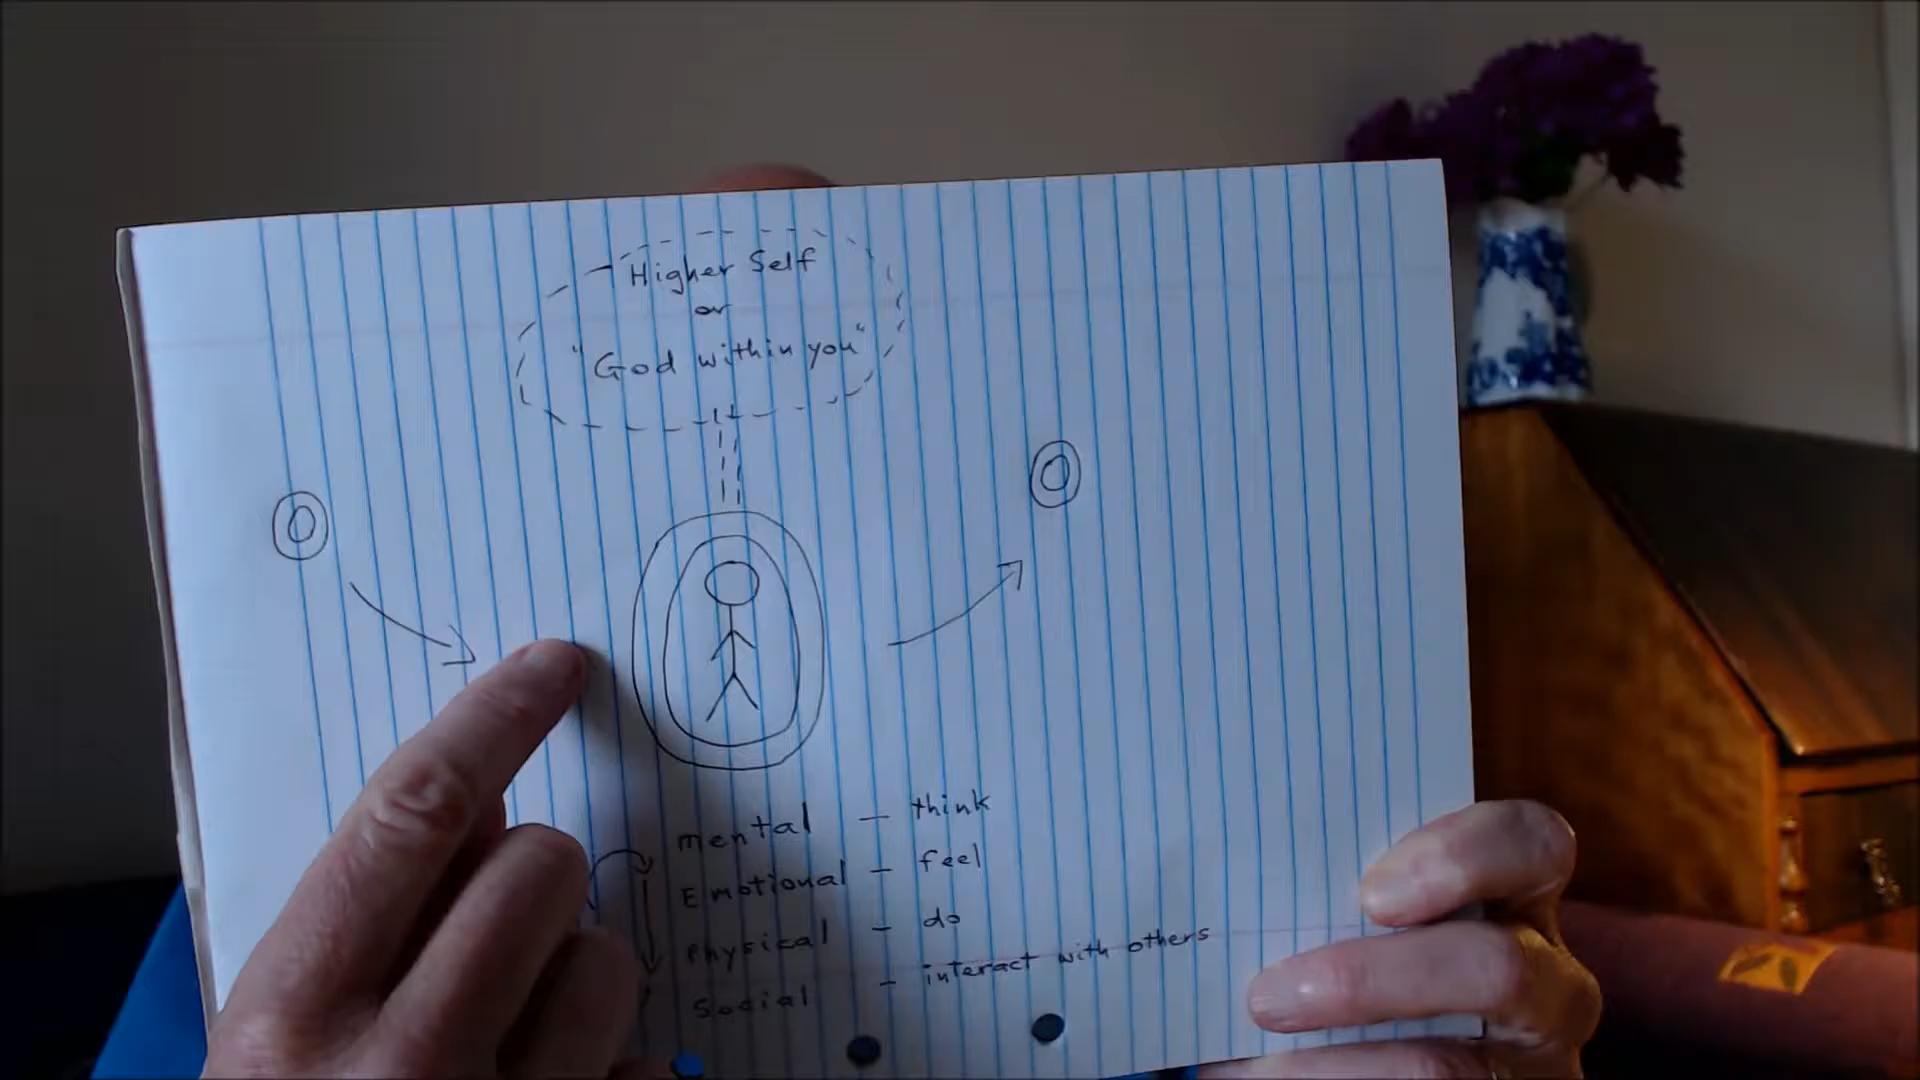 Higher Self
or
"God within you"
mental – think
Emotional – feel
Physical – do
Social – interact with others